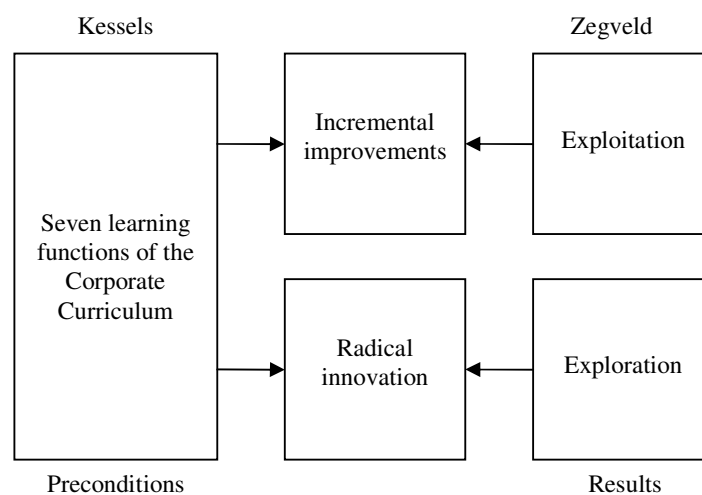 Kessels
Zegveld
Incremental
improvements
Exploitation
Seven learning
functions of the
Corporate
Curriculum
Radical
innovation
Exploration
Preconditions
Results